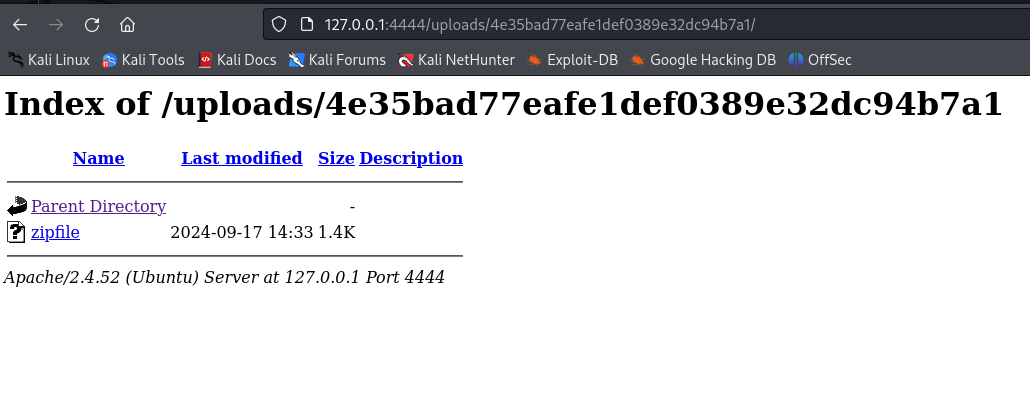 127.0.0.1:4444/uploads/4e35bad77eafe1def0389e32dc94b7a1/
Kali Linux Kali Tools Kali Docs Kali Forums Kali NetHunter Exploit-DB Google Hacking DB OffSec
Index of /uploads/4e35bad77eafe1def0389e32dc94b7a1
Name Last modified Size Description
Parent Directory -
zipfile 2024-09-17 14:33 1.4K
Apache/2.4.52 (Ubuntu) Server at 127.0.0.1 Port 4444